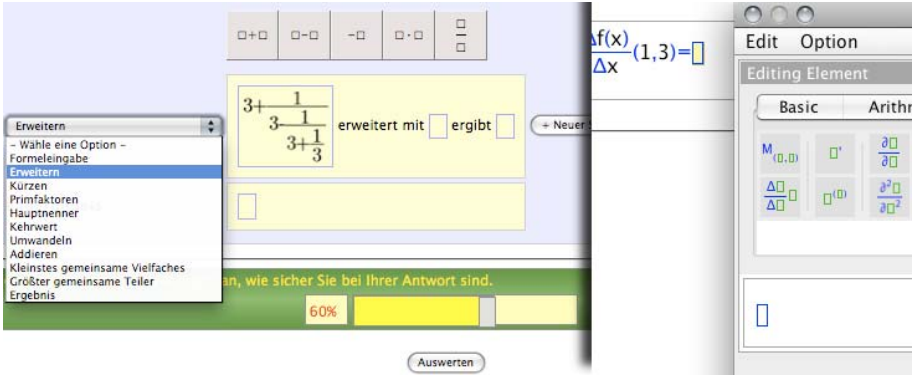 □+□ □-□ -□ □·□ □/□
Erweitern
- Wähle eine Option -
Formeleingabe
Erweitern
Kürzen
Primfaktoren
Hauptnenner
Kehrwert
Umwandeln
Addieren
Kleinstes gemeinsame Vielfaches
Größter gemeinsame Teiler
Ergebnis
3+1/(3-1/(3+1/3)) erweitert mit □ ergibt □
+ Neuer
an, wie sicher Sie bei Ihrer Antwort sind.
60%
Auswerten
Δf(x)/Δx (1,3)=□
Edit Option
Editing Element
Basic Arithr
M(□,□) □' ∂□/∂□
Δ□/Δ□ □ □(□) ∂²□/∂□²
□